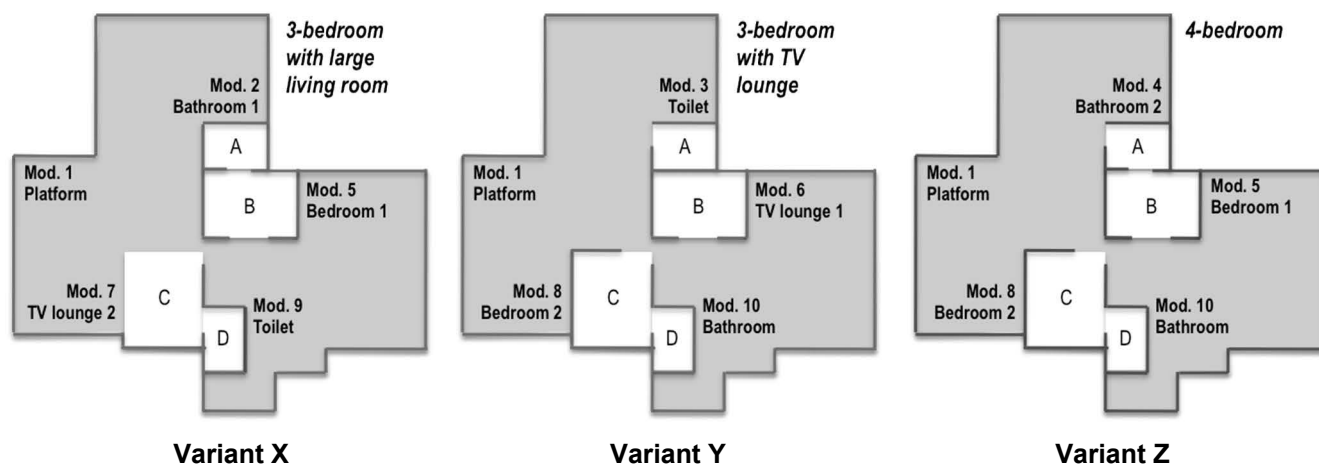 3-bedroom
with large
living room
Mod. 2
Bathroom 1
A
Mod. 1
Platform
B
Mod. 5
Bedroom 1
C
Mod. 7
TV lounge 2
Mod. 9
Toilet
D
Variant X
3-bedroom
with TV
lounge
Mod. 3
Toilet
A
Mod. 1
Platform
B
Mod. 6
TV lounge 1
C
Mod. 8
Bedroom 2
Mod. 10
Bathroom
D
Variant Y
4-bedroom
Mod. 4
Bathroom 2
A
Mod. 1
Platform
B
Mod. 5
Bedroom 1
C
Mod. 8
Bedroom 2
Mod. 10
Bathroom
D
Variant Z